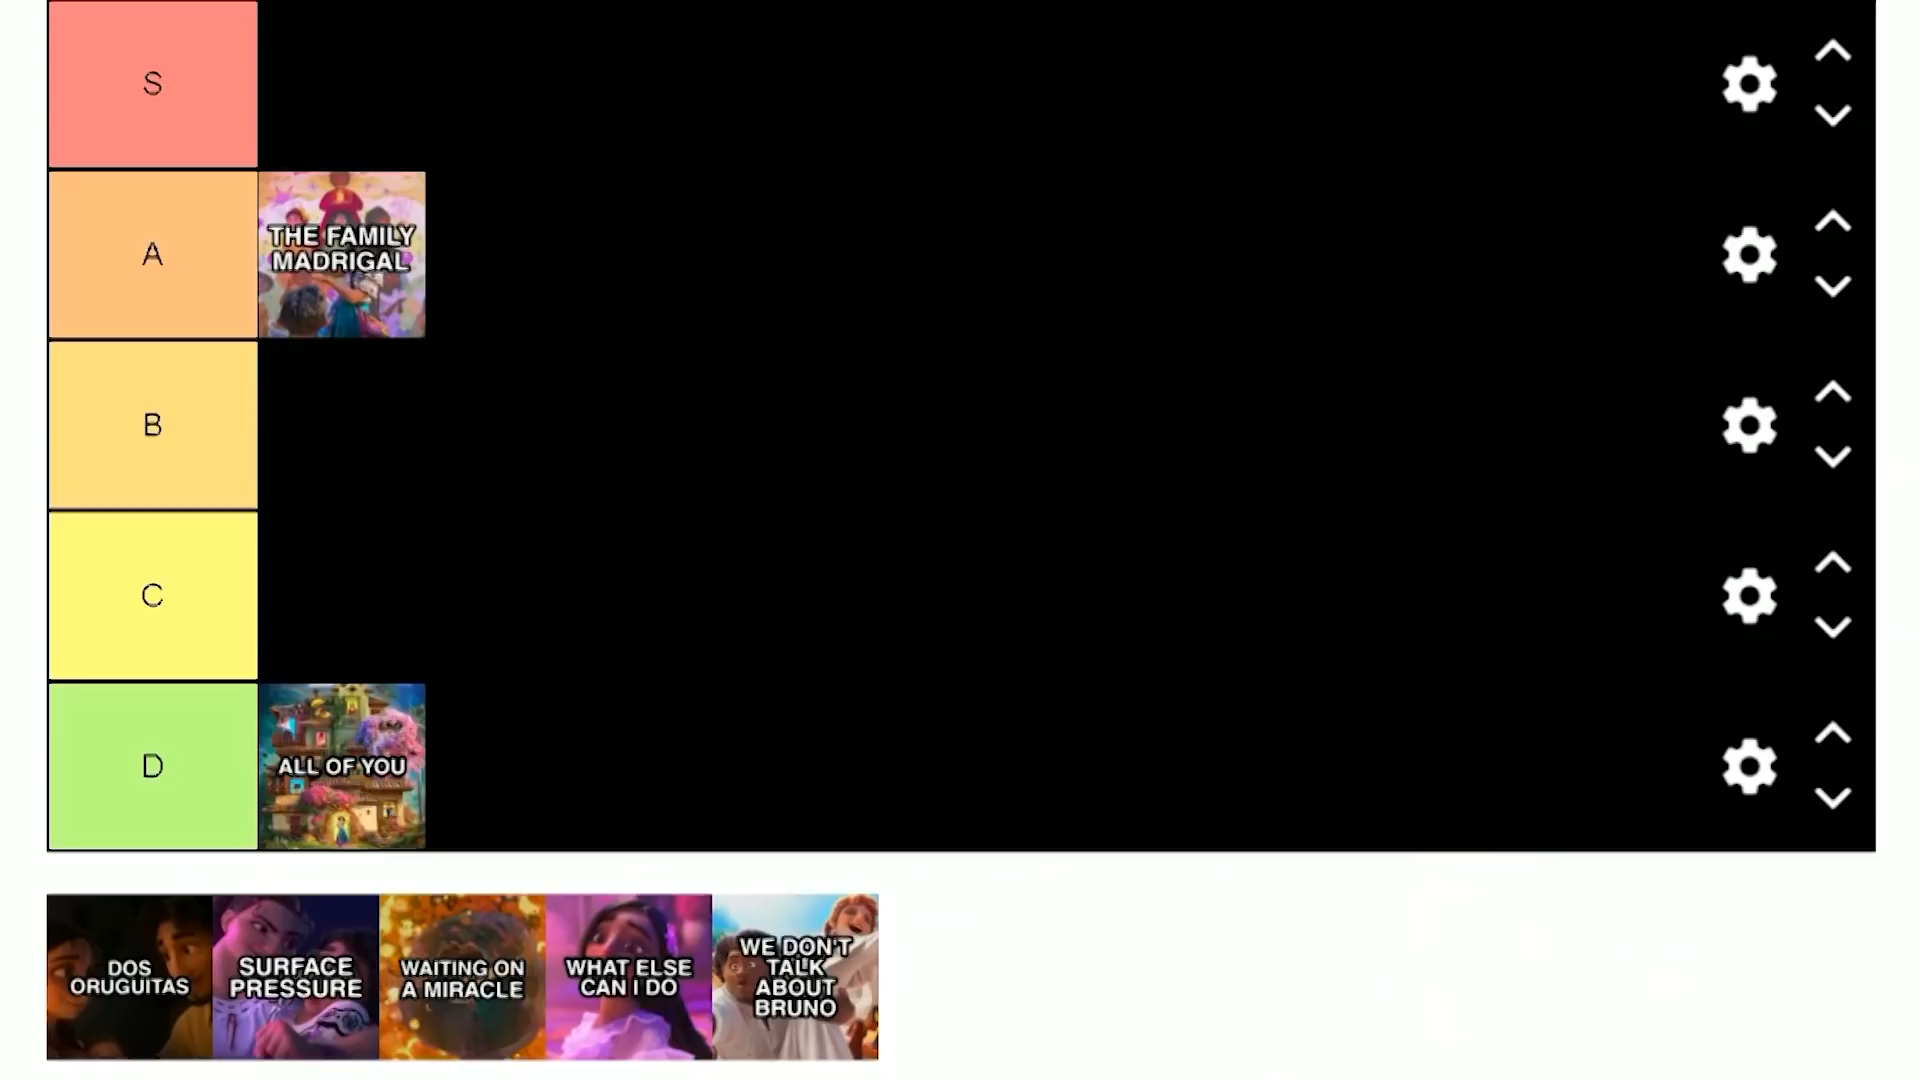 S
A
THE FAMILY
MADRIGAL
B
C
D
ALL OF YOU
DOS
ORUGUITAS
SURFACE
PRESSURE
WAITING ON
A MIRACLE
WHAT ELSE
CAN I DO
WE DON'T
TALK
ABOUT
BRUNO